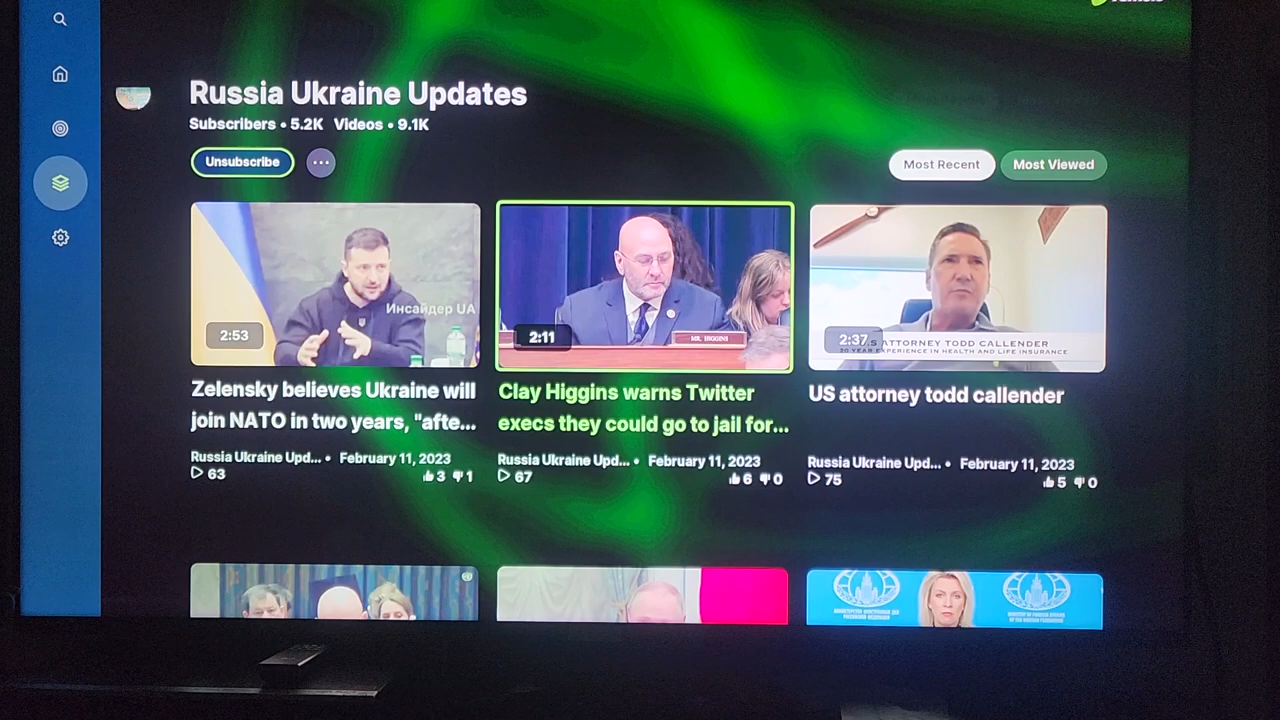 Russia Ukraine Updates
Subscribers • 5.2K Videos • 9.1K
Unsubscribe
Most Recent
Most Viewed
Инсайдер UA
2:53
MR. HIGGINS
2:11
2:37
S ATTORNEY TODD CALLENDER
20 YEAR EXPERIENCE IN HEALTH AND LIFE INSURANCE
Zelensky believes Ukraine will
join NATO in two years, "afte...
Clay Higgins warns Twitter
execs they could go to jail for...
US attorney todd callender
Russia Ukraine Upd... • February 11, 2023
63
3
1
Russia Ukraine Upd... • February 11, 2023
67
6
0
Russia Ukraine Upd... • February 11, 2023
75
5
0